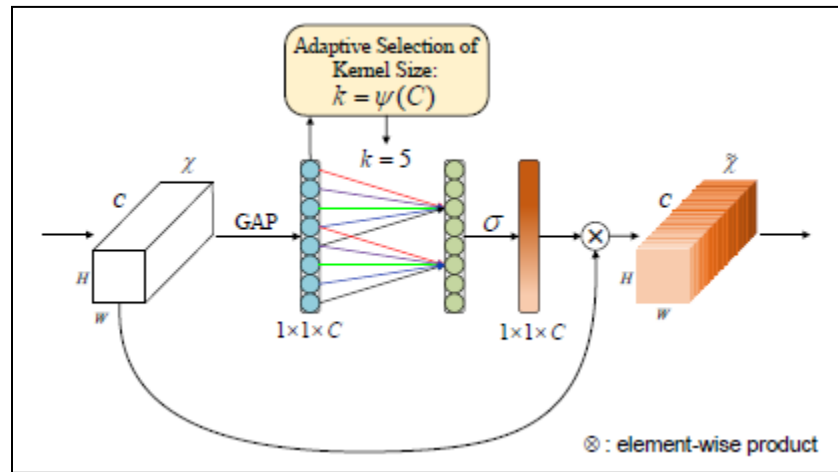 Adaptive Selection of
Kernel Size:
k = ψ(C)
χ
k = 5
χ̃
C
C
GAP
σ
⊗
H
H
W
W
1×1×C
1×1×C
⊗ : element-wise product